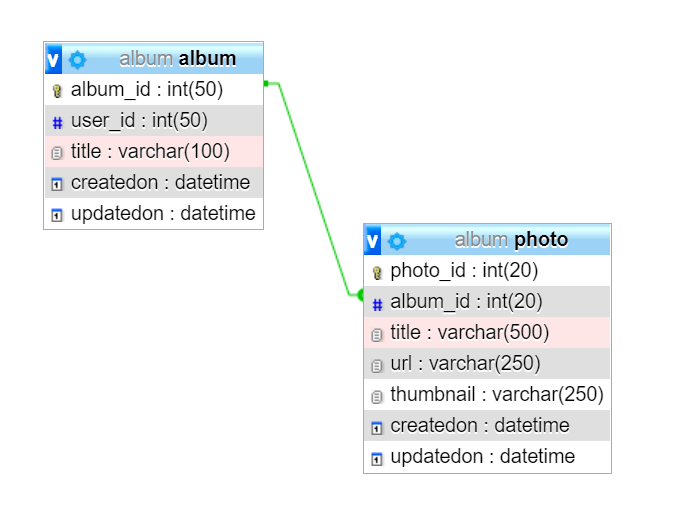 v album album
album_id : int(50)
# user_id : int(50)
title : varchar(100)
createdon : datetime
updatedon : datetime
v album photo
photo_id : int(20)
# album_id : int(20)
title : varchar(500)
url : varchar(250)
thumbnail : varchar(250)
createdon : datetime
updatedon : datetime